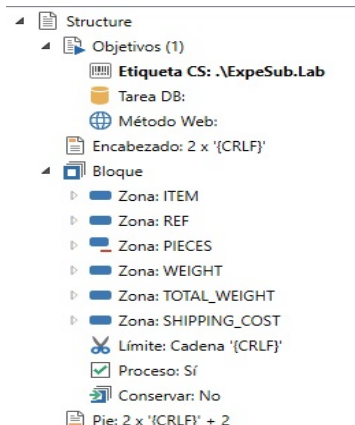 Structure
Objetivos (1)
Etiqueta CS: .\ExpeSub.Lab
Tarea DB:
Método Web:
Encabezado: 2 x '{CRLF}'
Bloque
Zona: ITEM
Zona: REF
Zona: PIECES
Zona: WEIGHT
Zona: TOTAL_WEIGHT
Zona: SHIPPING_COST
Límite: Cadena '{CRLF}'
Proceso: Sí
Conservar: No
Pie: 2 x '{CRLF}' + 2